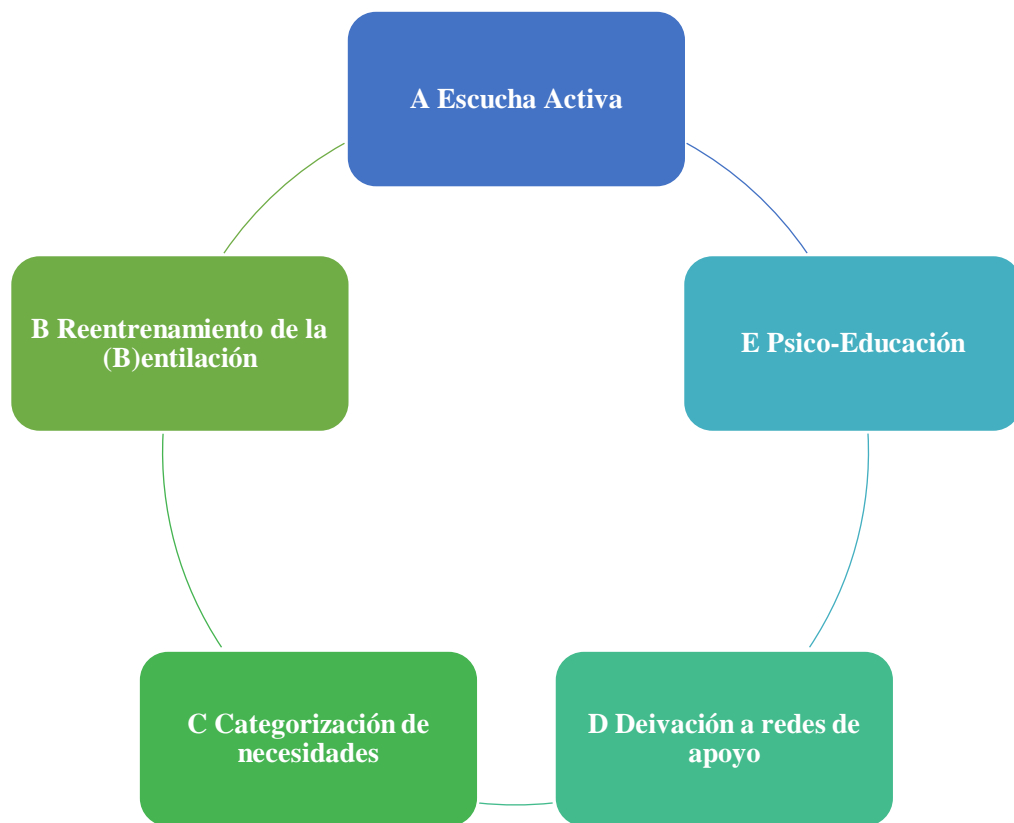 A Escucha Activa
B Reentrenamiento de la
(B)entilación
E Psico-Educación
C Categorización de
necesidades
D Deivación a redes de
apoyo